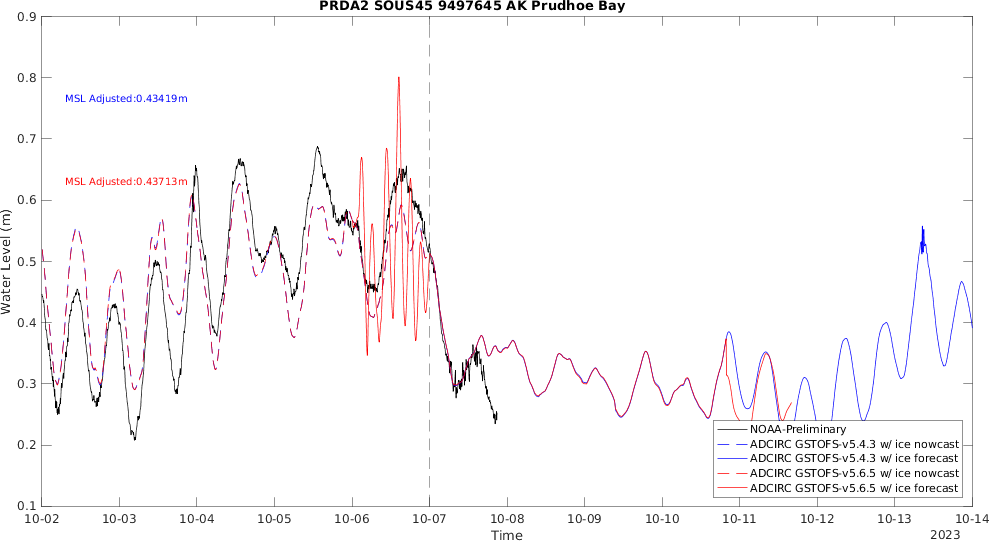 PRDA2 SOUS45 9497645 AK Prudhoe Bay
0.9
0.8
0.7
0.6
0.5
0.4
0.3
0.2
0.1
Water Level (m)
MSL Adjusted:0.43419m
MSL Adjusted:0.43713m
NOAA-Preliminary
ADCIRC GSTOFS-v5.4.3 w/ ice nowcast
ADCIRC GSTOFS-v5.4.3 w/ ice forecast
ADCIRC GSTOFS-v5.6.5 w/ ice nowcast
ADCIRC GSTOFS-v5.6.5 w/ ice forecast
10-02 10-03 10-04 10-05 10-06 10-07 10-08 10-09 10-10 10-11 10-12 10-13 10-14
Time
2023